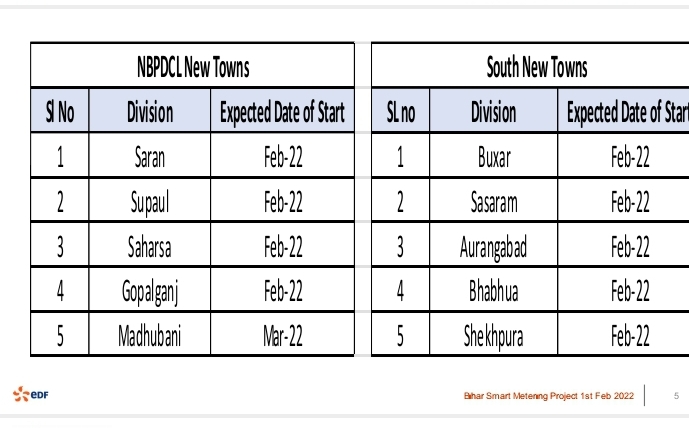 NBPDCL New Towns
Sl No Division Expected Date of Start
1 Saran Feb-22
2 Supaul Feb-22
3 Saharsa Feb-22
4 Gopalganj Feb-22
5 Madhubani Mar-22
South New Towns
SL no Division Expected Date of Start
1 Buxar Feb-22
2 Sasaram Feb-22
3 Aurangabad Feb-22
4 Bhabhua Feb-22
5 Shekhpura Feb-22
eDF
Bihar Smart Metering Project 1st Feb 2022 5